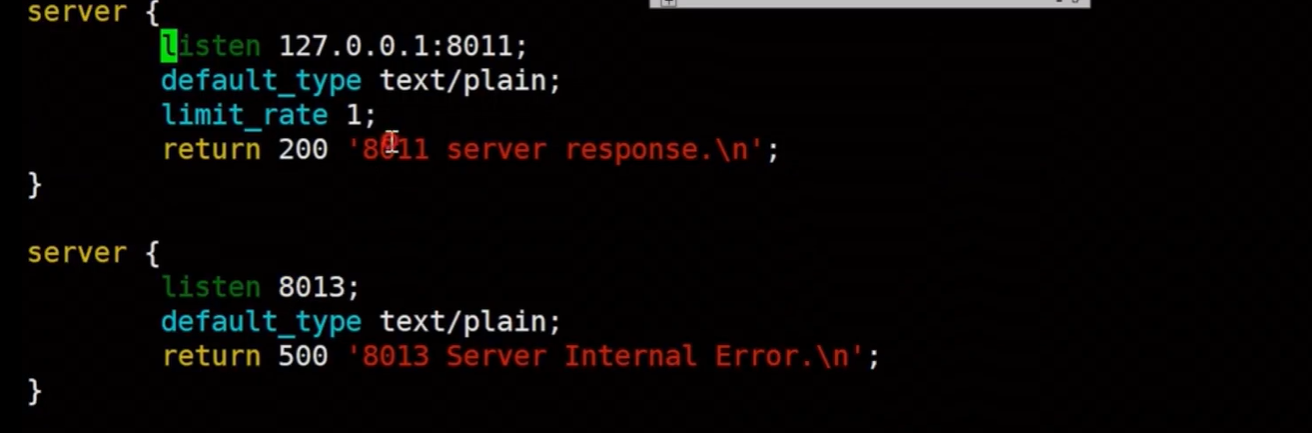 server {
listen 127.0.0.1:8011;
default_type text/plain;
limit_rate 1;
return 200 '8011 server response.\n';
}
server {
listen 8013;
default_type text/plain;
return 500 '8013 Server Internal Error.\n';
}